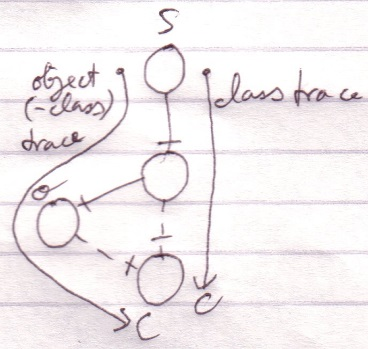 S
object
(-class)
trace
class trace
o
C
C